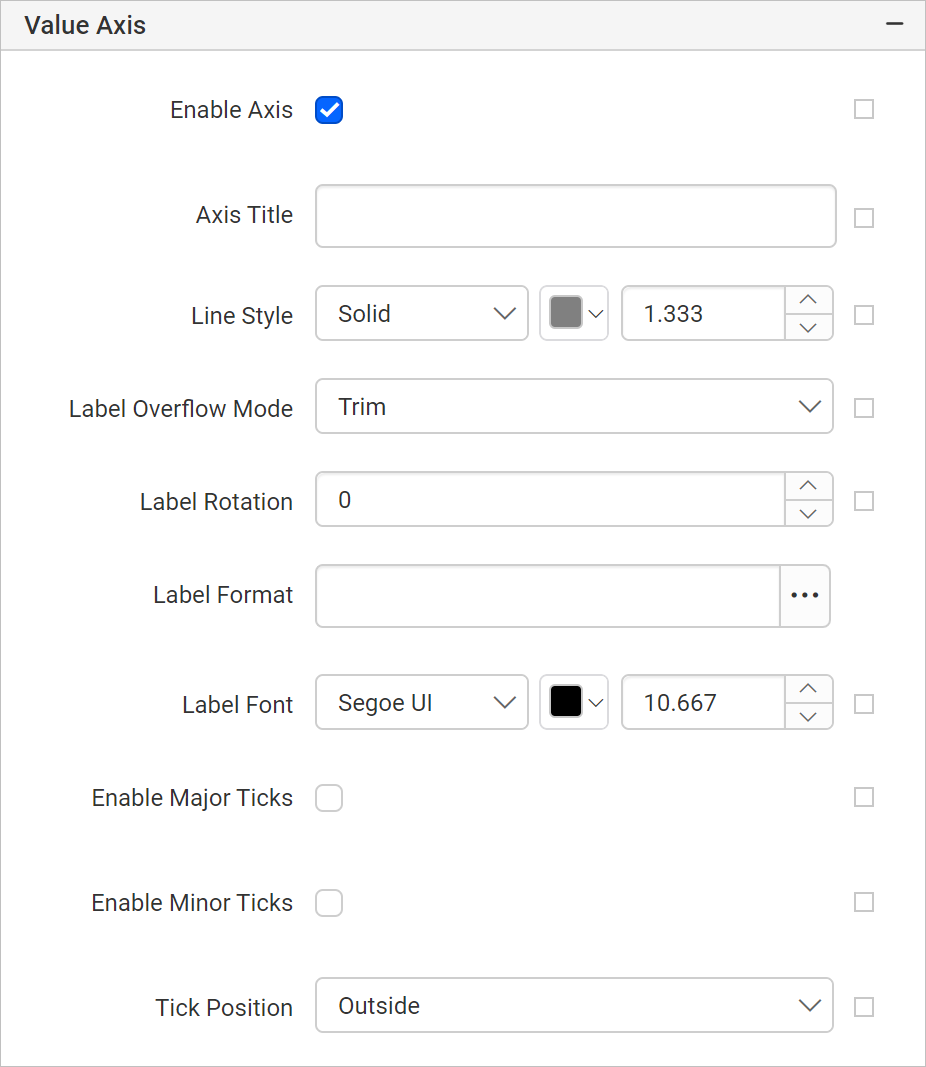 Value Axis
Enable Axis
Axis Title
Line Style Solid 1.333
Label Overflow Mode Trim
Label Rotation 0
Label Format
Label Font Segoe UI 10.667
Enable Major Ticks
Enable Minor Ticks
Tick Position Outside